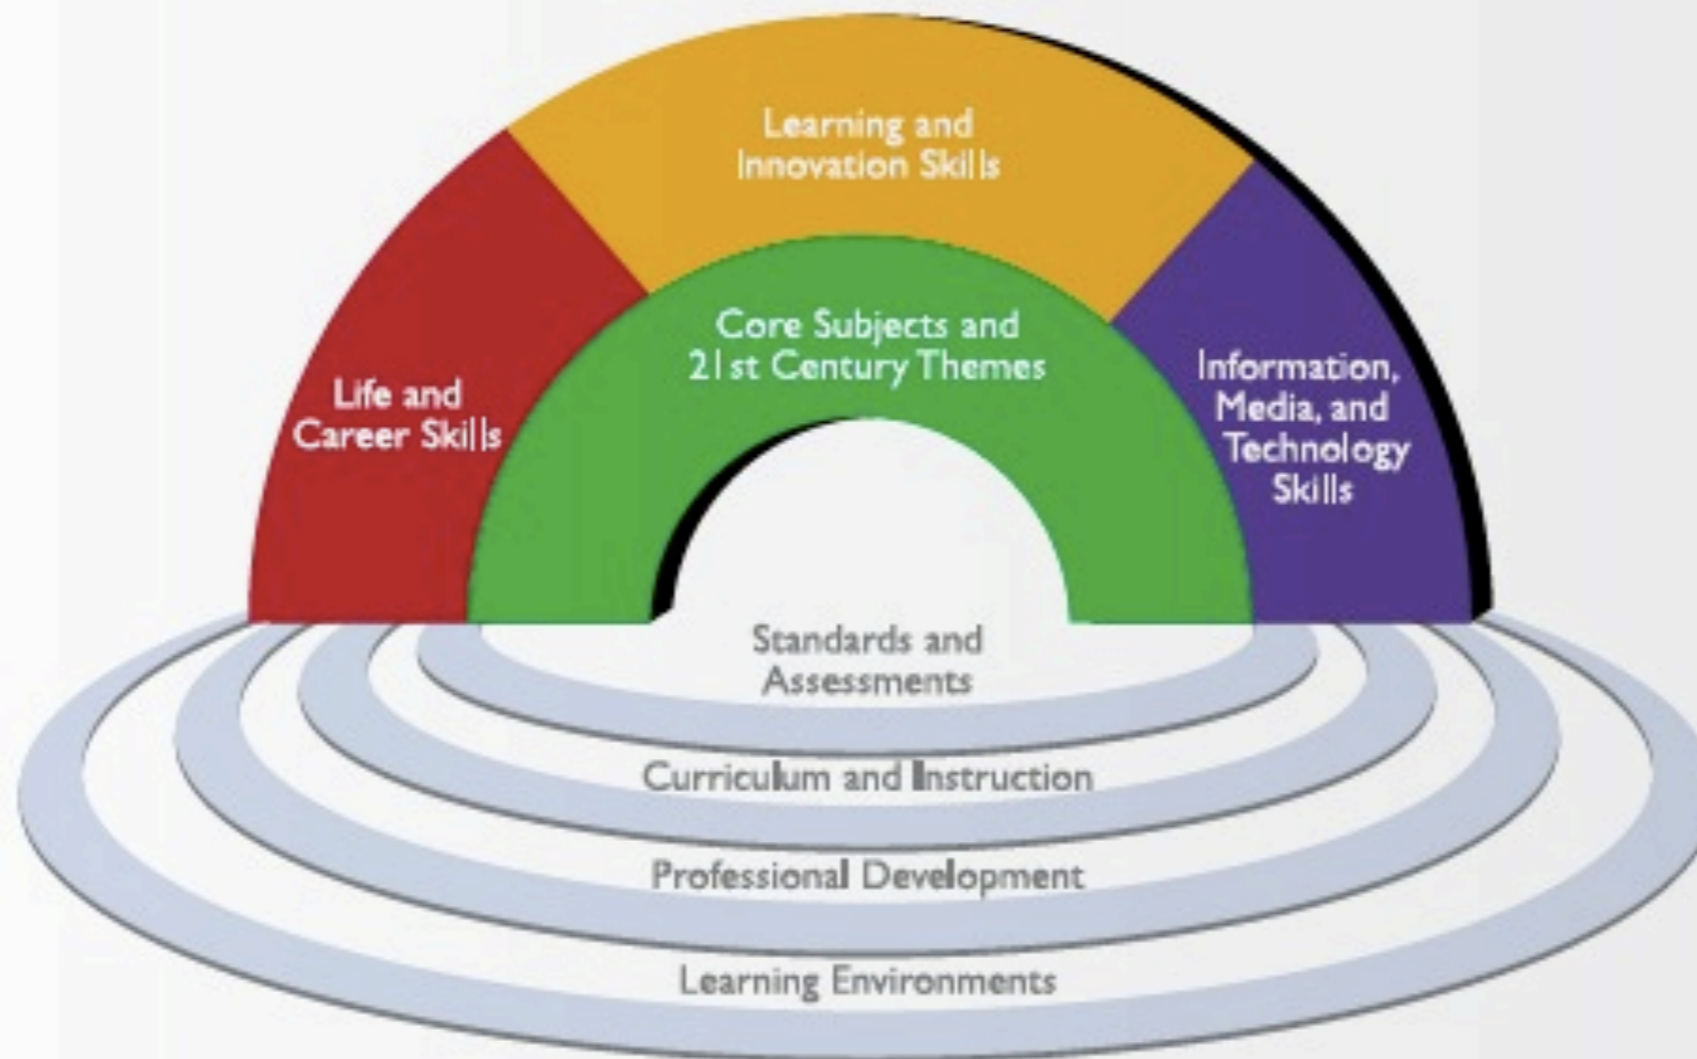 Learning and
Innovation Skills
Core Subjects and
21st Century Themes
Life and
Career Skills
Information,
Media, and
Technology
Skills
Standards and
Assessments
Curriculum and Instruction
Professional Development
Learning Environments